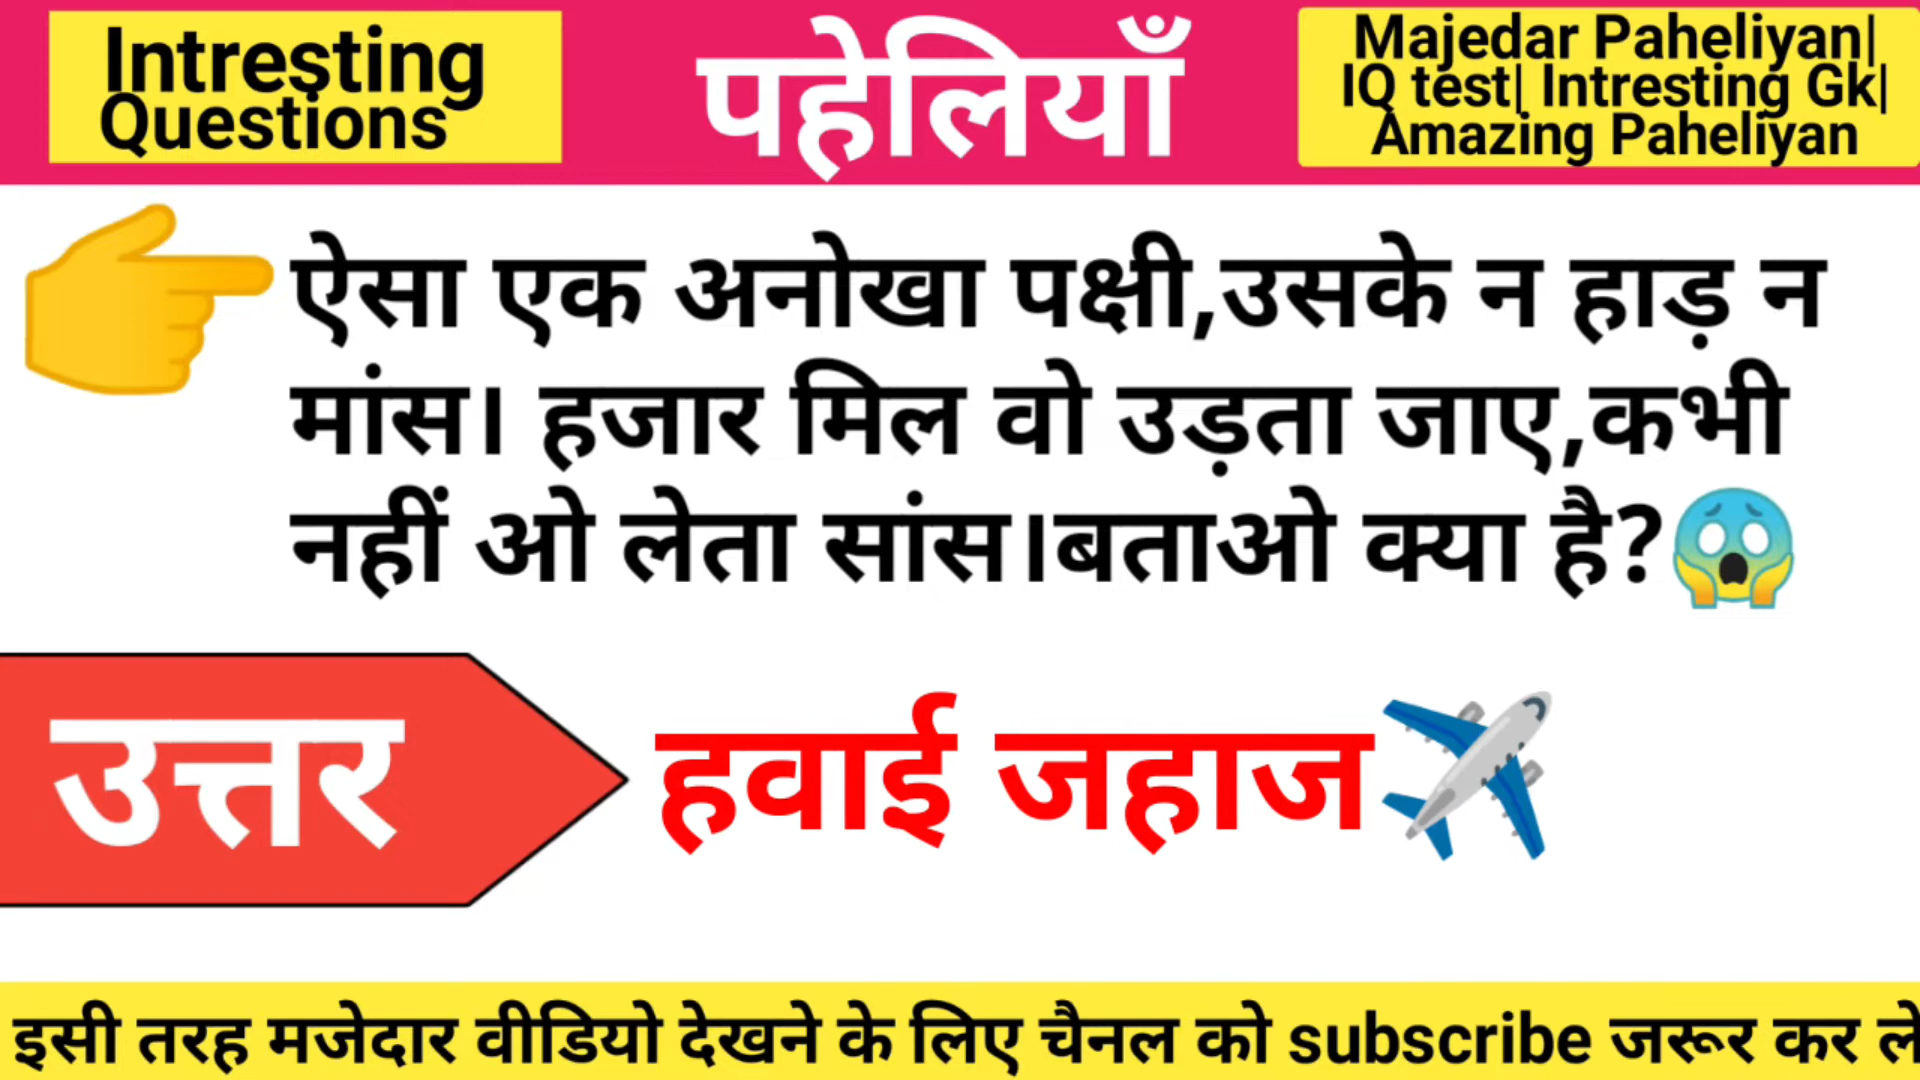 Intresting
Questions
पहेलियाँ
Majedar Paheliyan|
IQ test| Intresting Gk|
Amazing Paheliyan
ऐसा एक अनोखा पक्षी,उसके न हाड़ न
मांस। हजार मिल वो उड़ता जाए,कभी
नहीं ओ लेता सांस।बताओ क्या है?
उत्तर
हवाई जहाज
इसी तरह मजेदार वीडियो देखने के लिए चैनल को subscribe जरूर कर ले